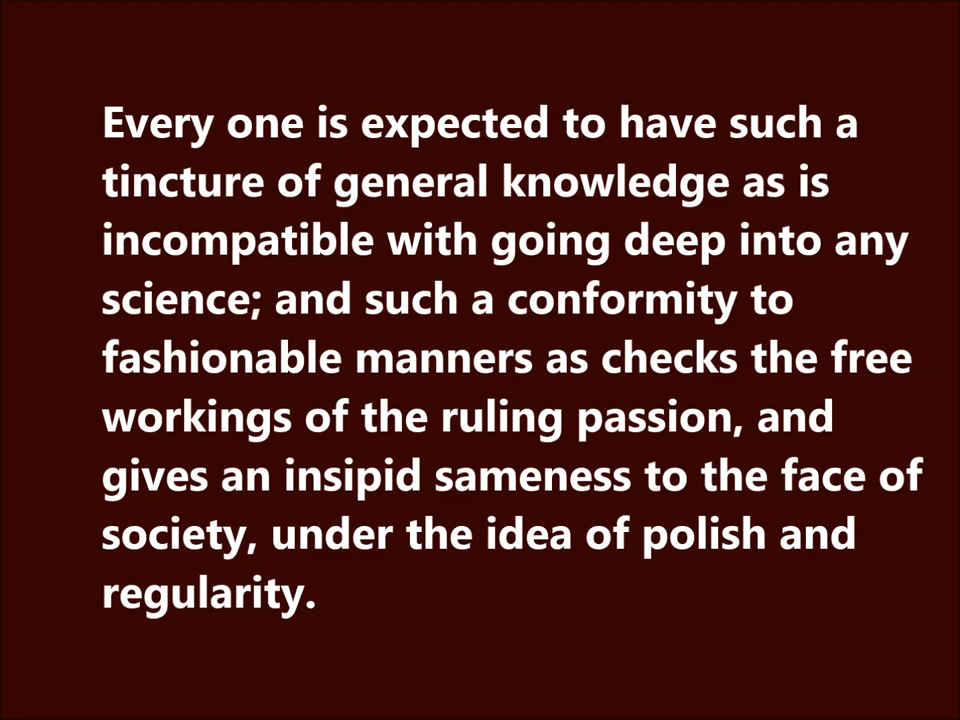 Every one is expected to have such a
tincture of general knowledge as is
incompatible with going deep into any
science; and such a conformity to
fashionable manners as checks the free
workings of the ruling passion, and
gives an insipid sameness to the face of
society, under the idea of polish and
regularity.